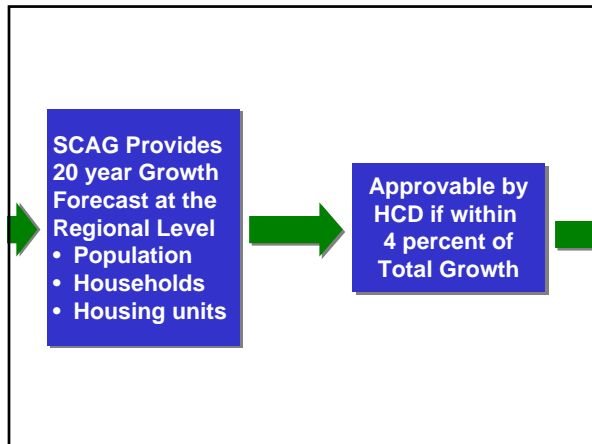 SCAG Provides
20 year Growth
Forecast at the
Regional Level
• Population
• Households
• Housing units
Approvable by
HCD if within
4 percent of
Total Growth